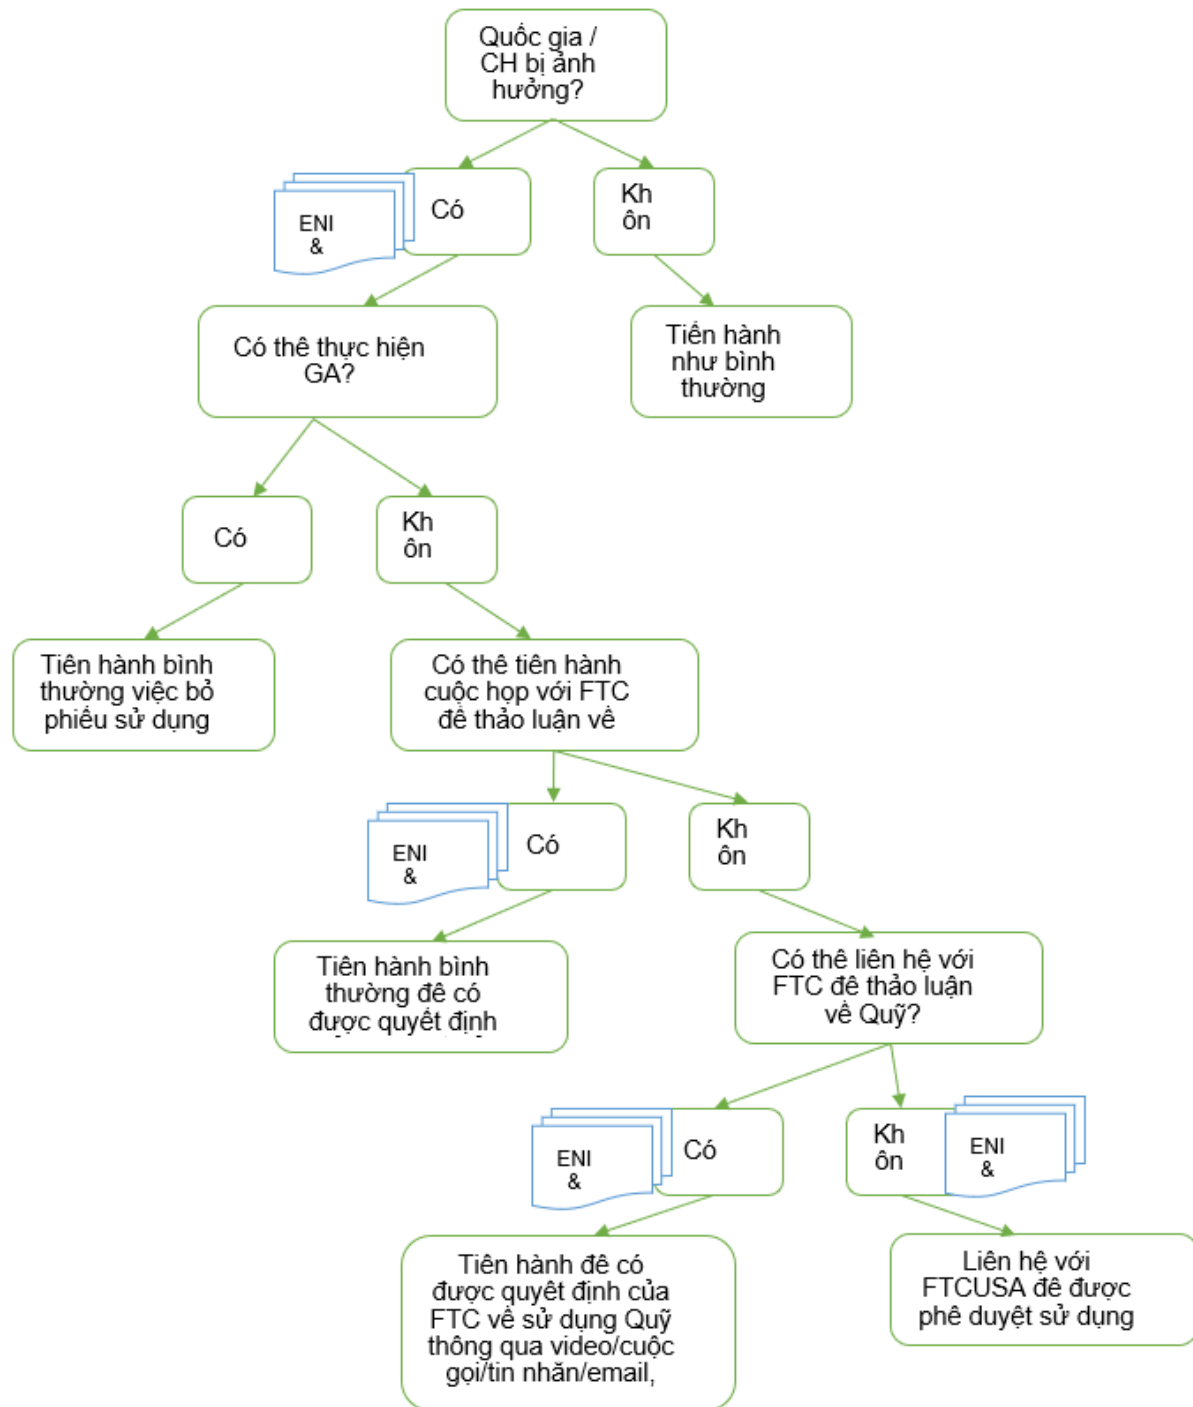 Quốc gia /
CH bị ảnh
hưởng?
ENI
&
Có
Kh
ôn
Có thể thực hiện
GA?
Tiến hành
như bình
thường
Có
Kh
ôn
Tiến hành bình
thường việc bỏ
phiếu sử dụng
Có thể tiến hành
cuộc họp với FTC
để thảo luận về
ENI
&
Có
Kh
ôn
Tiến hành bình
thường để có
được quyết định
Có thể liên hệ với
FTC để thảo luận
về Quỹ?
ENI
&
Có
Kh
ôn
ENI
&
Tiến hành để có
được quyết định của
FTC về sử dụng Quỹ
thông qua video/cuộc
gọi/tin nhắn/email,
Liên hệ với
FTCUSA để được
phê duyệt sử dụng